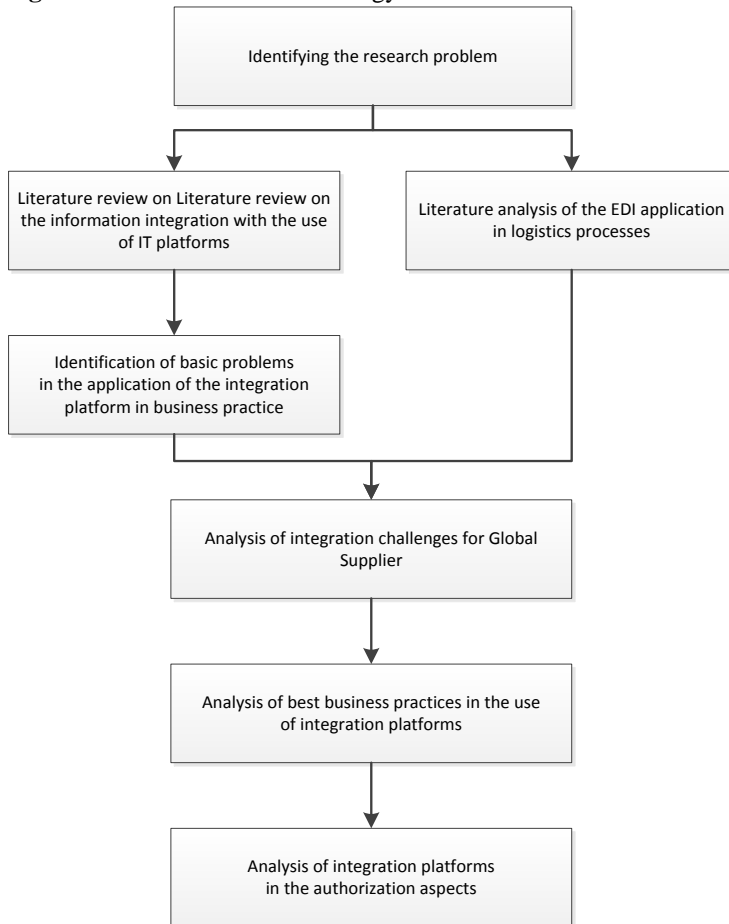 Identifying the research problem
Literature review on Literature review on
the information integration with the use
of IT platforms
Literature analysis of the EDI application
in logistics processes
Identification of basic problems
in the application of the integration
platform in business practice
Analysis of integration challenges for Global
Supplier
Analysis of best business practices in the use
of integration platforms
Analysis of integration platforms
in the authorization aspects